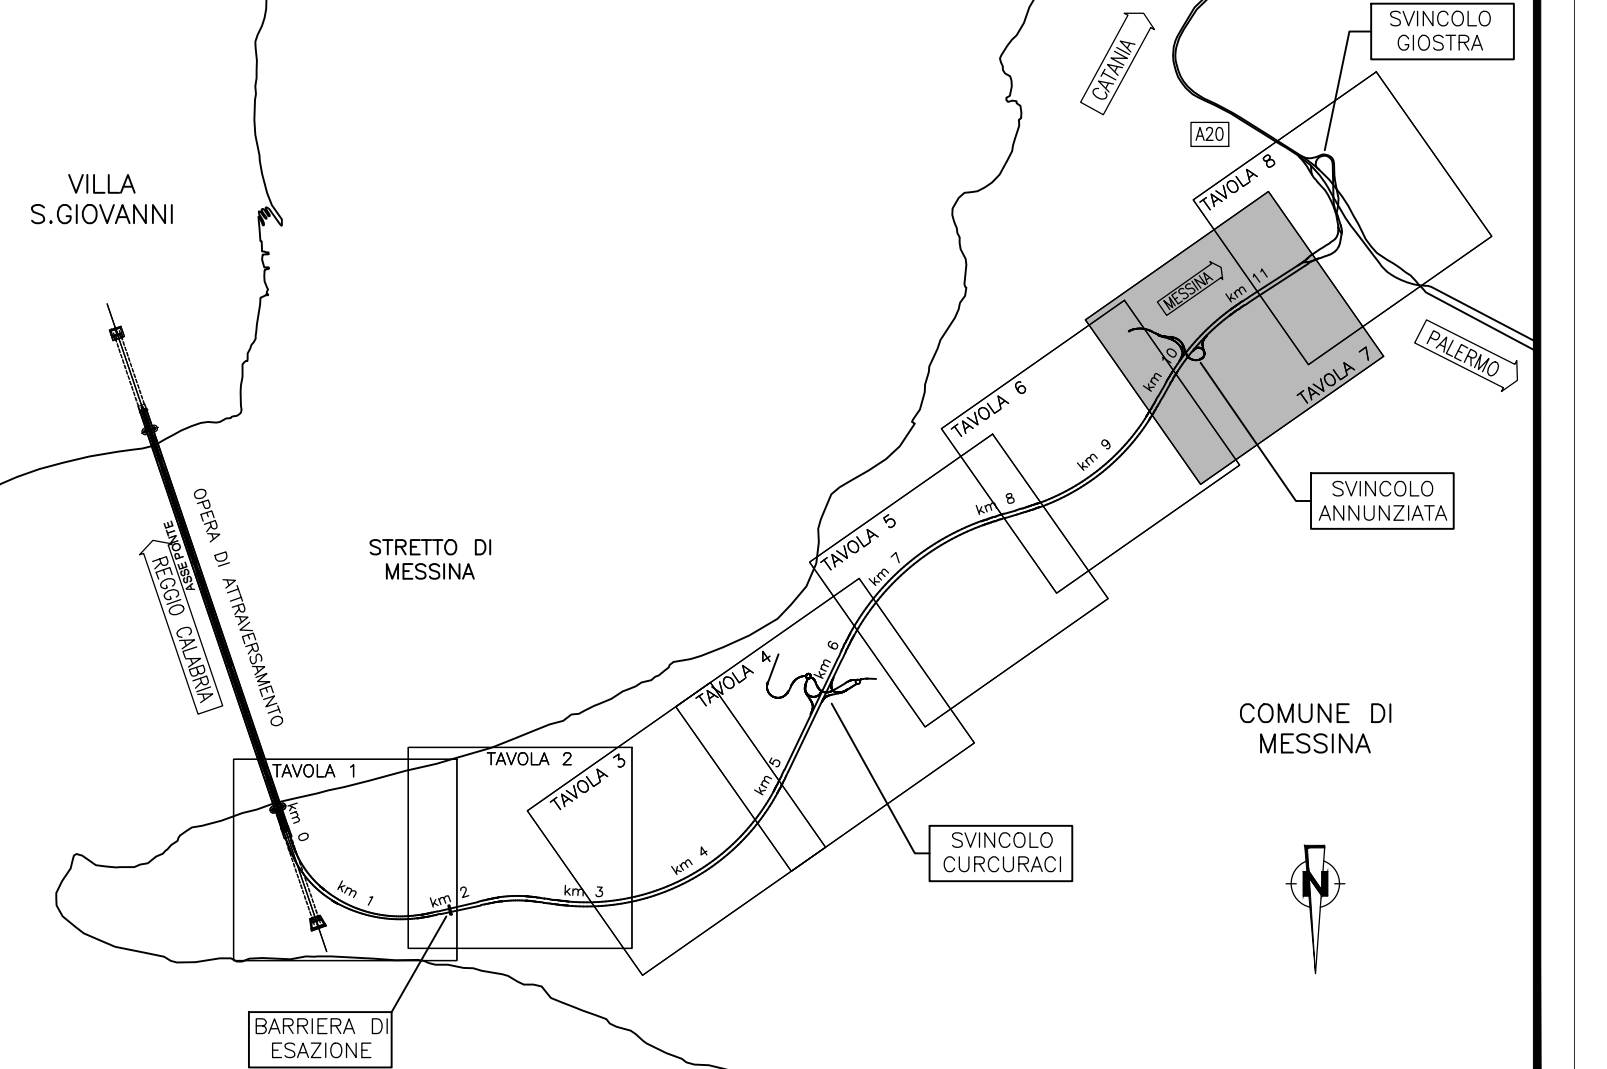 SVINCOLO
GIOSTRA
CATANIA
A20
VILLA
S.GIOVANNI
TAVOLA 8
MESSINA
km 11
PALERMO
km 10
TAVOLA 7
TAVOLA 6
km 9
SVINCOLO
ANNUNZIATA
km 8
TAVOLA 5
OPERA DI ATTRAVERSAMENTO
ASSE PONTE
REGGIO CALABRIA
STRETTO DI
MESSINA
km 7
km 6
TAVOLA 4
COMUNE DI
MESSINA
TAVOLA 3
TAVOLA 2
TAVOLA 1
km 5
km 0
SVINCOLO
CURCURACI
km 4
km 3
km 2
km 1
N
BARRIERA DI
ESAZIONE